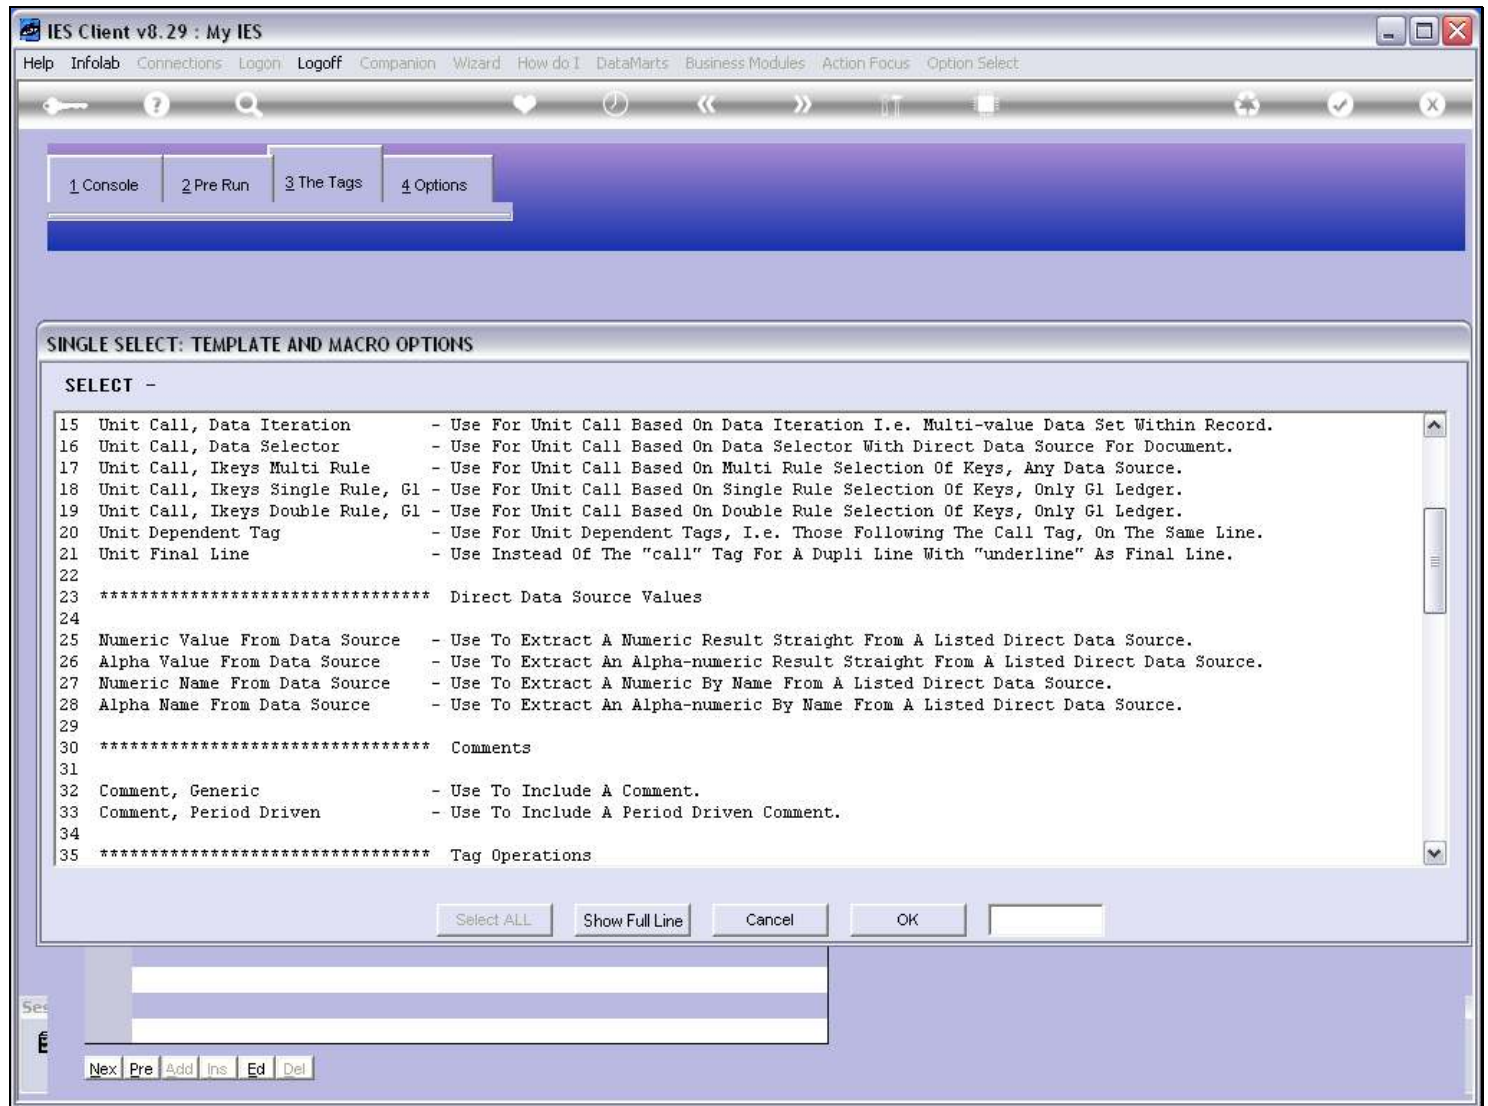 IES Client v8.29 : My IES
Help Infolab Connections Logon Logoff Companion Wizard How do I DataMarts Business Modules Action Focus Option Select
1 Console 2 Pre Run 3 The Tags 4 Options
SINGLE SELECT: TEMPLATE AND MACRO OPTIONS
SELECT -
15 Unit Call, Data Iteration - Use For Unit Call Based On Data Iteration I.e. Multi-value Data Set Within Record.
16 Unit Call, Data Selector - Use For Unit Call Based On Data Selector With Direct Data Source For Document.
17 Unit Call, Ikeys Multi Rule - Use For Unit Call Based On Multi Rule Selection Of Keys, Any Data Source.
18 Unit Call, Ikeys Single Rule, Gl - Use For Unit Call Based On Single Rule Selection Of Keys, Only Gl Ledger.
19 Unit Call, Ikeys Double Rule, Gl - Use For Unit Call Based On Double Rule Selection Of Keys, Only Gl Ledger.
20 Unit Dependent Tag - Use For Unit Dependent Tags, I.e. Those Following The Call Tag, On The Same Line.
21 Unit Final Line - Use Instead Of The "call" Tag For A Dupli Line With "underline" As Final Line.
22
23 ********************************* Direct Data Source Values
24
25 Numeric Value From Data Source - Use To Extract A Numeric Result Straight From A Listed Direct Data Source.
26 Alpha Value From Data Source - Use To Extract An Alpha-numeric Result Straight From A Listed Direct Data Source.
27 Numeric Name From Data Source - Use To Extract A Numeric By Name From A Listed Direct Data Source.
28 Alpha Name From Data Source - Use To Extract An Alpha-numeric By Name From A Listed Direct Data Source.
29
30 ********************************* Comments
31
32 Comment, Generic - Use To Include A Comment.
33 Comment, Period Driven - Use To Include A Period Driven Comment.
34
35 ********************************* Tag Operations
Select ALL Show Full Line Cancel OK
Ses
Nex Pre Add Ins Ed Del